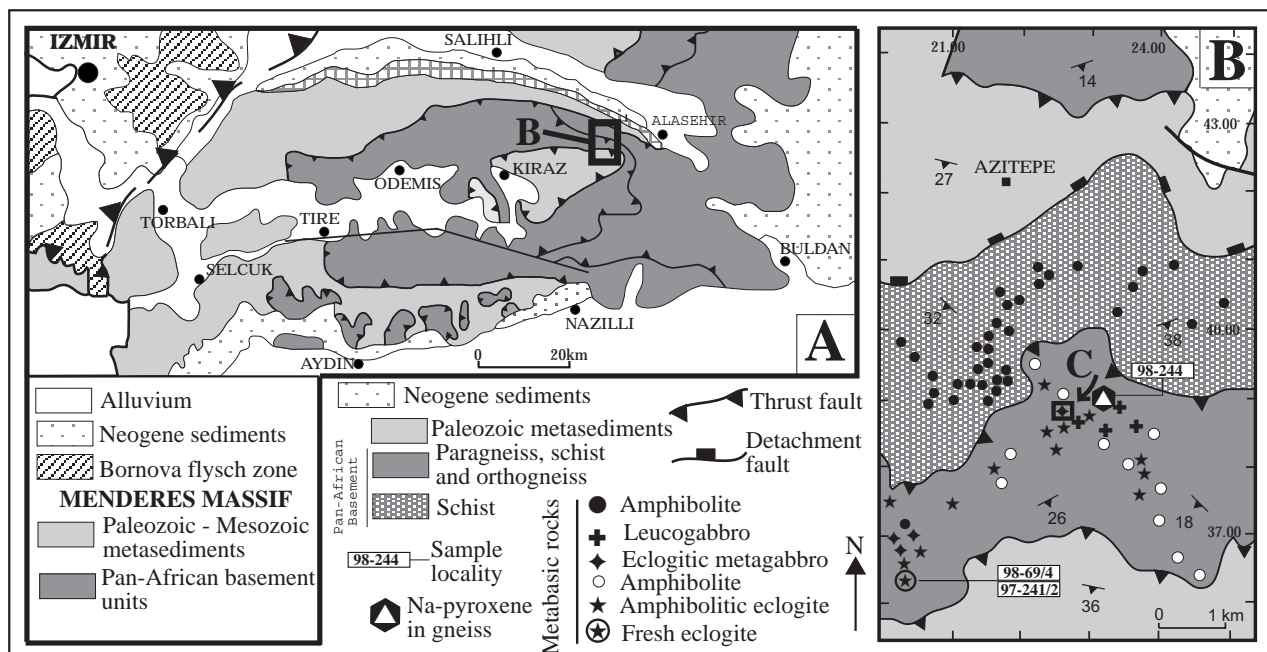 IZMIR
SALIHLI
ALASEHIR
B
KIRAZ
ODEMIS
TORBALI
TIRE
SELCUK
BULDAN
NAZILLI
AYDIN
0 20km
A
21.00 24.00
B
14
43.00
27
AZITEPE
32
38
40.00
C
98-244
26
18
37.00
98-69/4
97-241/2
36
0 1 km
Alluvium
Neogene sediments
Bornova flysch zone
MENDERES MASSIF
Paleozoic - Mesozoic
metasediments
Pan-African basement
units
Neogene sediments
Pan-African
Basement
Paleozoic metasediments
Paragneiss, schist
and orthogneiss
Schist
98-244
Sample
locality
Na-pyroxene
in gneiss
Thrust fault
Detachment
fault
Metabasic rocks
Amphibolite
Leucogabbro
Eclogitic metagabbro
Amphibolite
Amphibolitic eclogite
Fresh eclogite
N